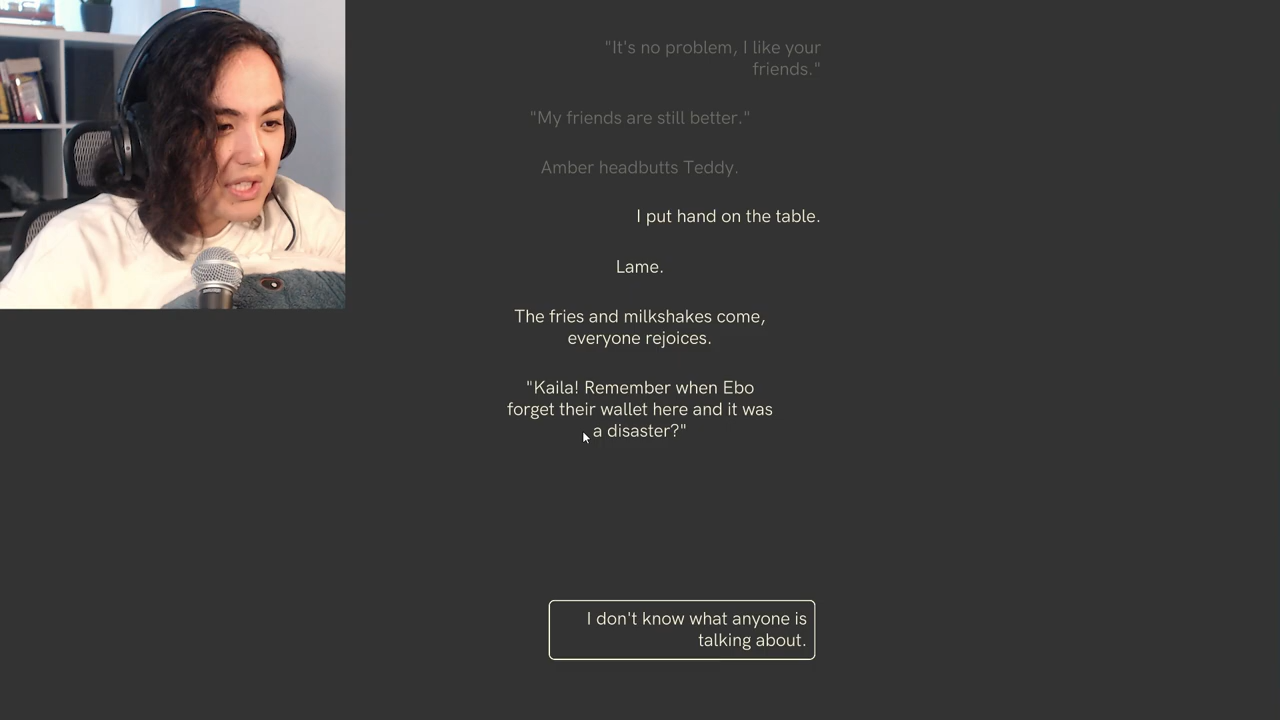 "It's no problem, I like your
friends."
"My friends are still better."
Amber headbutts Teddy.
I put hand on the table.
Lame.
The fries and milkshakes come,
everyone rejoices.
"Kaila! Remember when Ebo
forget their wallet here and it was
a disaster?"
I don't know what anyone is
talking about.